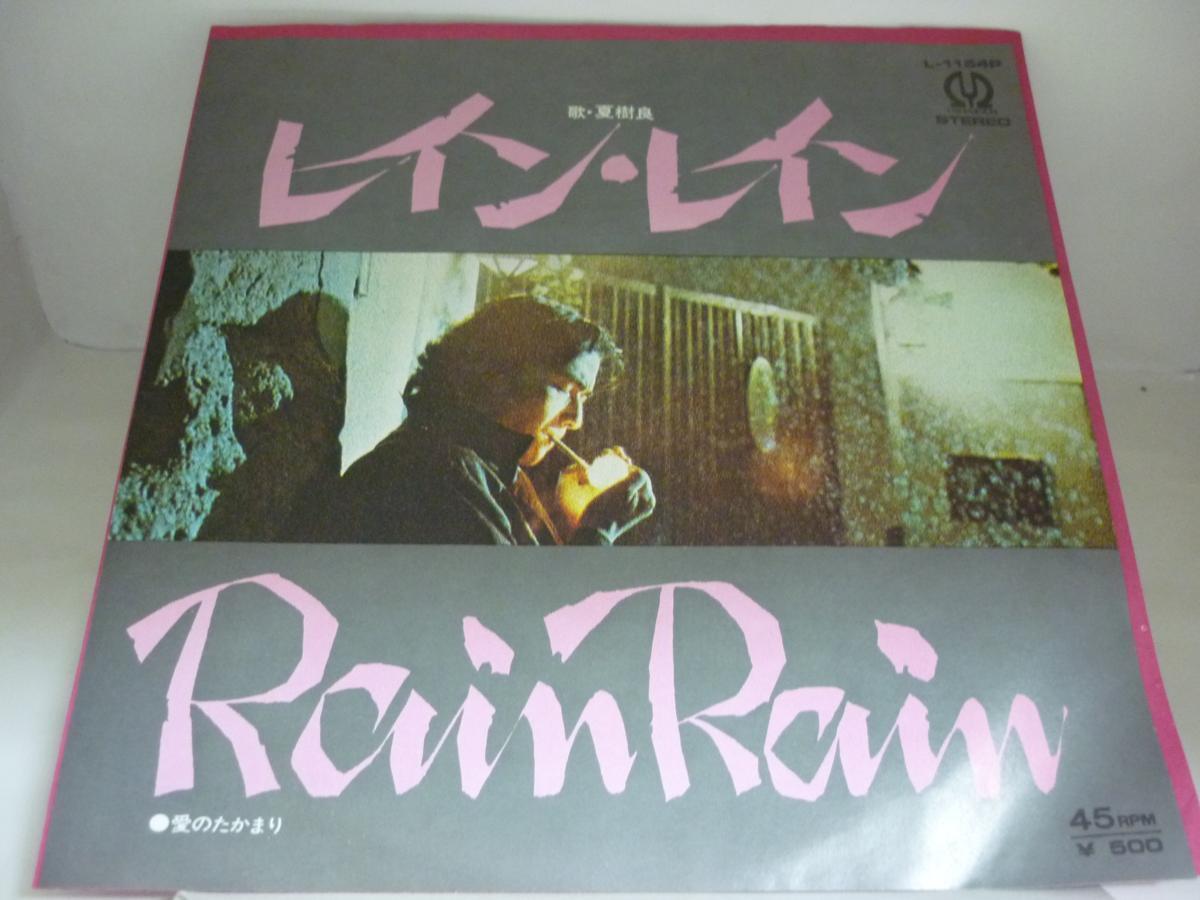 L-1154P
STEREO
歌・夏樹良
レイン・レイン
Rain Rain
●愛のたかまり
45RPM
¥ 500